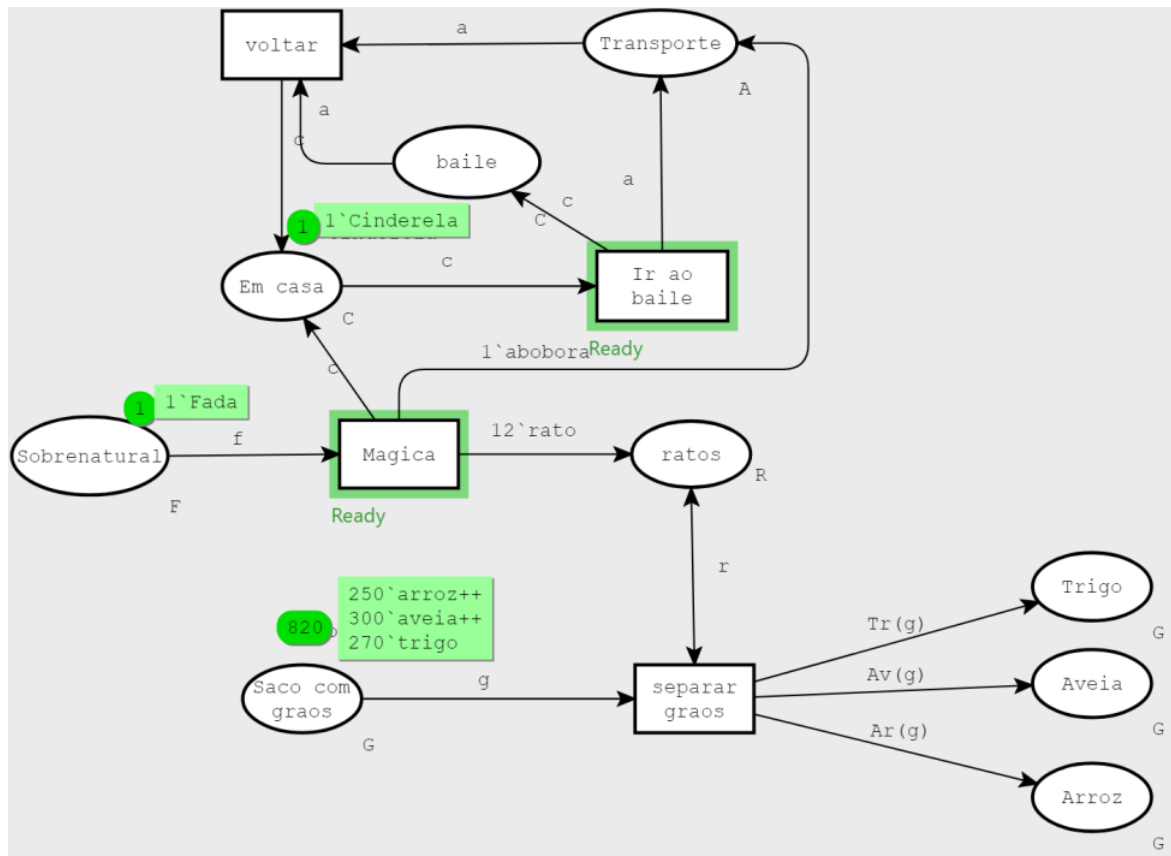 voltar
a
Transporte
A
a
c
baile
a
c
C
1
1`Cinderela
c
Em casa
C
Ir ao
baile
1`abobora
Ready
c
1
1`Fada
f
Sobrenatural
F
Magica
Ready
12`rato
ratos
R
r
820
250`arroz++
300`aveia++
270`trigo
Saco com
graos
G
g
separar
graos
Tr(g)
Trigo
G
Av(g)
Aveia
G
Ar(g)
Arroz
G